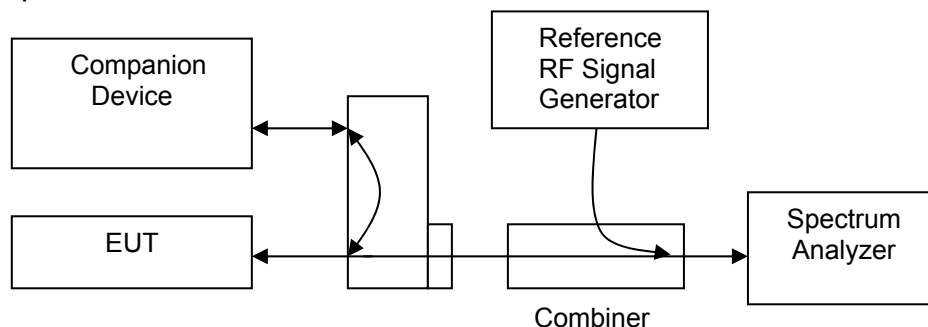 Companion
Device
Reference
RF Signal
Generator
EUT
Spectrum
Analyzer
Combiner